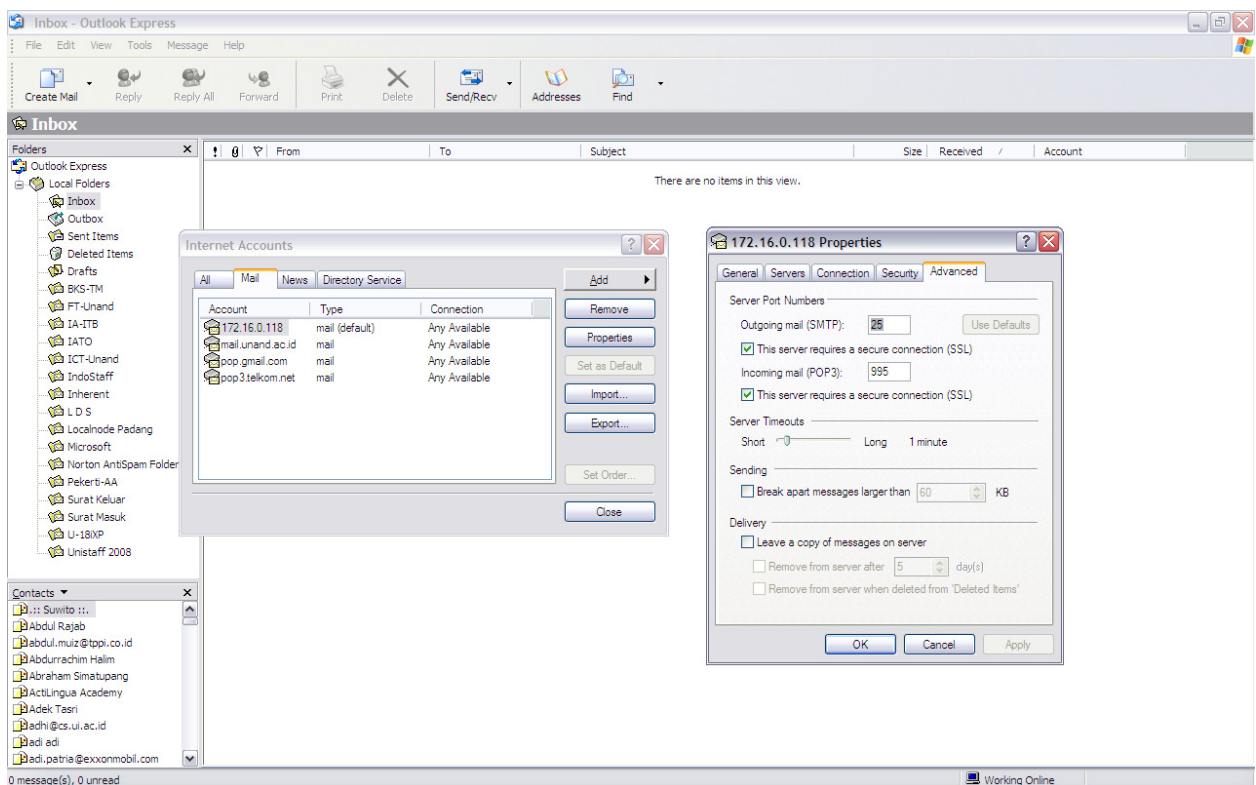 Inbox - Outlook Express
File Edit View Tools Message Help
Create Mail Reply Reply All Forward Print Delete Send/Recv Addresses Find
Inbox
Folders
Outlook Express
Local Folders
Inbox
Outbox
Sent Items
Deleted Items
Drafts
BKS-TM
FT-Unand
IA-ITB
IATO
ICT-Unand
IndoStaff
Inherent
L D S
Localnode Padang
Microsoft
Norton AntiSpam Folder
Pekerti-AA
Surat Keluar
Surat Masuk
U-18iXP
Unistaff 2008
Contacts
.:: Suwito ::.
Abdul Rajab
abdul.muiz@tppi.co.id
Abdurrachim Halim
Abraham Simatupang
ActiLingua Academy
Adek Tasri
adhi@cs.ui.ac.id
adi adi
adi.patria@exxonmobil.com
! From To Subject Size Received / Account
There are no items in this view.
Internet Accounts
All Mail News Directory Service
Account Type Connection
172.16.0.118 mail (default) Any Available
mail.unand.ac.id mail Any Available
pop.gmail.com mail Any Available
pop3.telkom.net mail Any Available
Add
Remove
Properties
Set as Default
Import...
Export...
Set Order...
Close
172.16.0.118 Properties
General Servers Connection Security Advanced
Server Port Numbers
Outgoing mail (SMTP): 25 Use Defaults
This server requires a secure connection (SSL)
Incoming mail (POP3): 995
This server requires a secure connection (SSL)
Server Timeouts
Short Long 1 minute
Sending
Break apart messages larger than 60 KB
Delivery
Leave a copy of messages on server
Remove from server after 5 day(s)
Remove from server when deleted from 'Deleted Items'
OK Cancel Apply
0 message(s), 0 unread Working Online